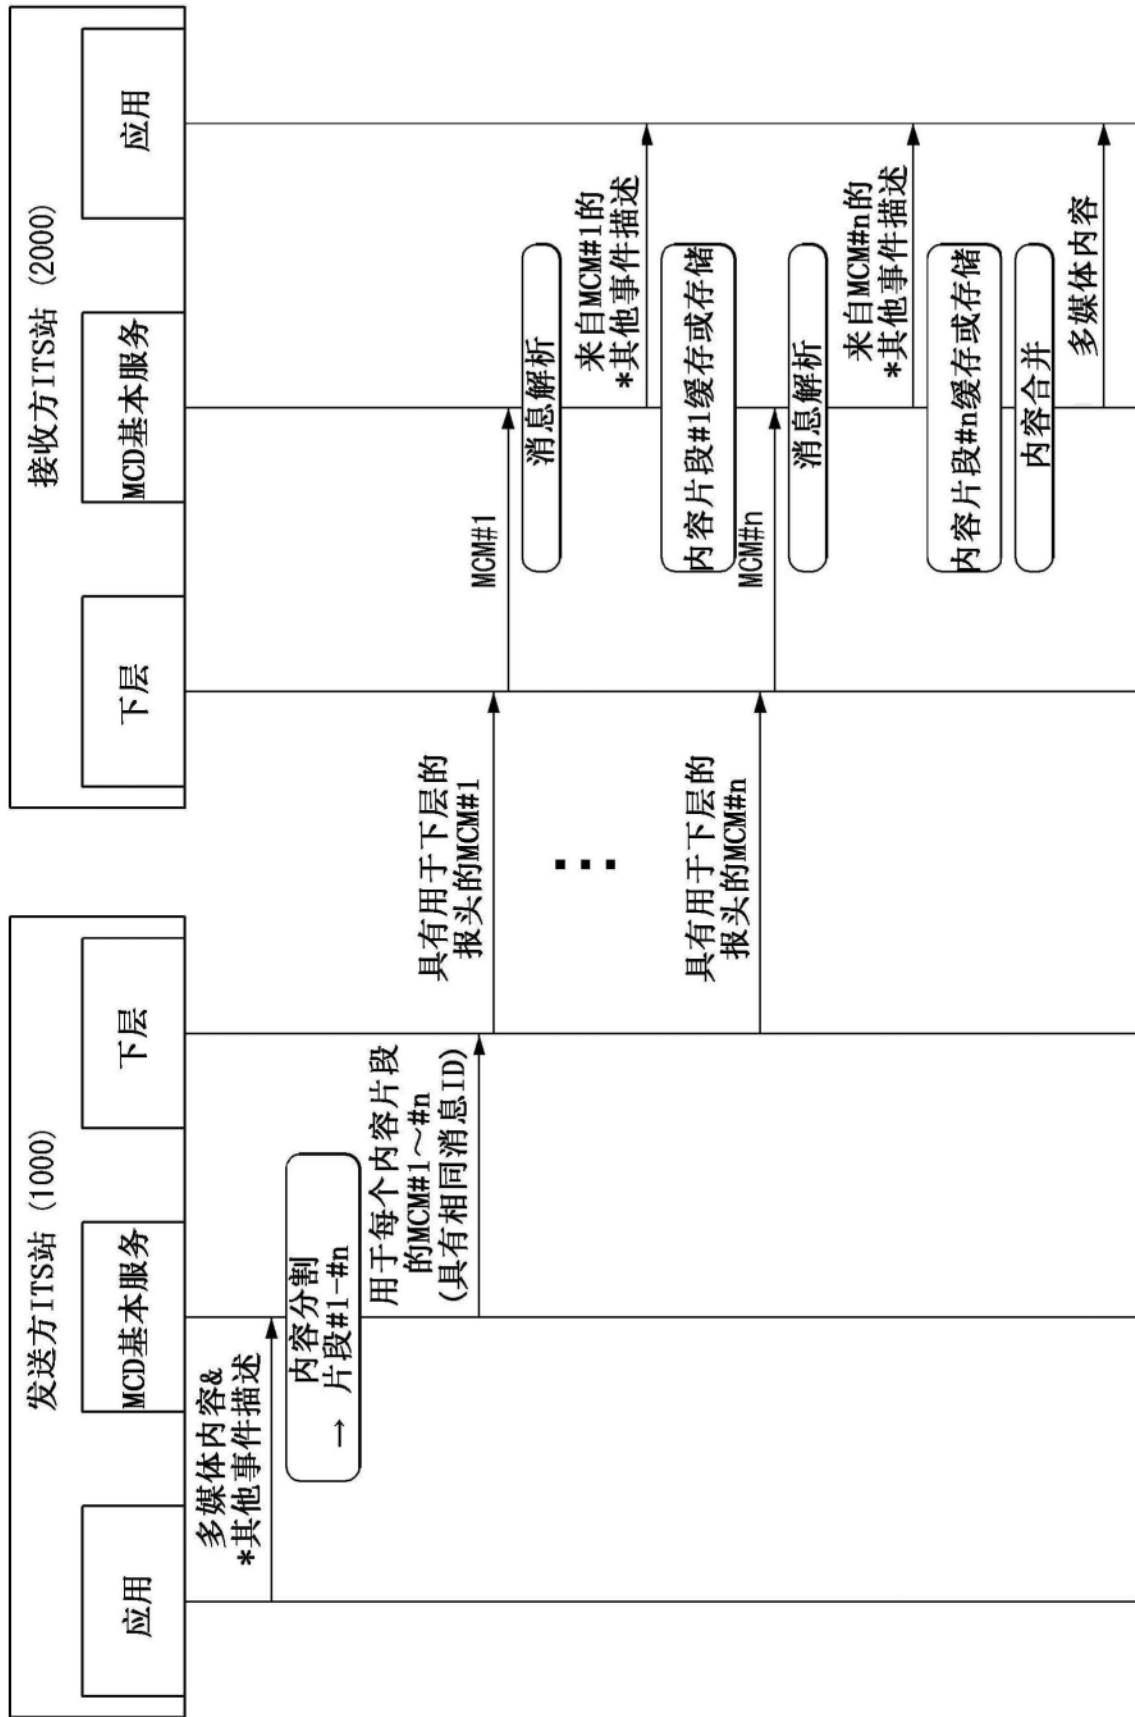 发送方ITS站 (1000)
应用
MCD基本服务
下层
接收方ITS站 (2000)
下层
MCD基本服务
应用
多媒体内容&
*其他事件描述
内容分割
→ 片段#1-#n
用于每个内容片段
的MCM#1～#n
(具有相同消息ID)
具有用于下层的
报头的MCM#1
MCM#1
消息解析
来自MCM#1的
*其他事件描述
内容片段#1缓存或存储
...
具有用于下层的
报头的MCM#n
MCM#n
消息解析
来自MCM#n的
*其他事件描述
内容片段#n缓存或存储
内容合并
多媒体内容